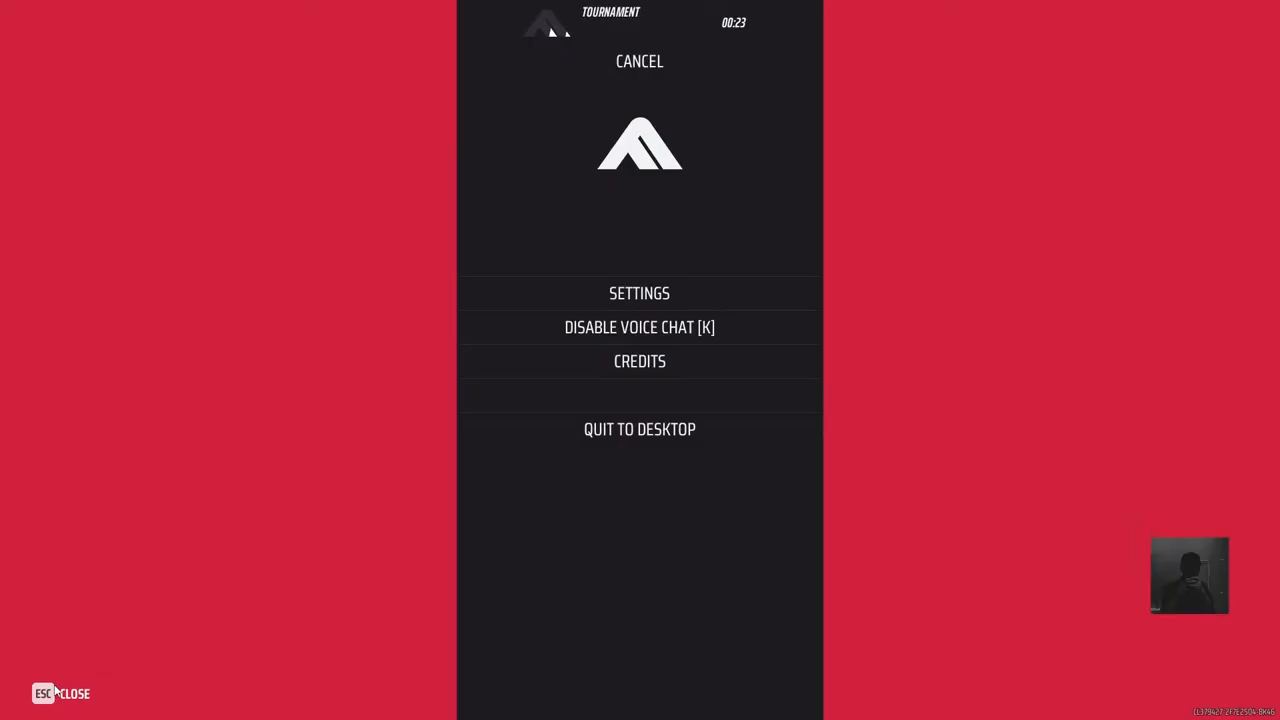 TOURNAMENT
00:23
CANCEL
SETTINGS
DISABLE VOICE CHAT [K]
CREDITS
QUIT TO DESKTOP
ESC CLOSE